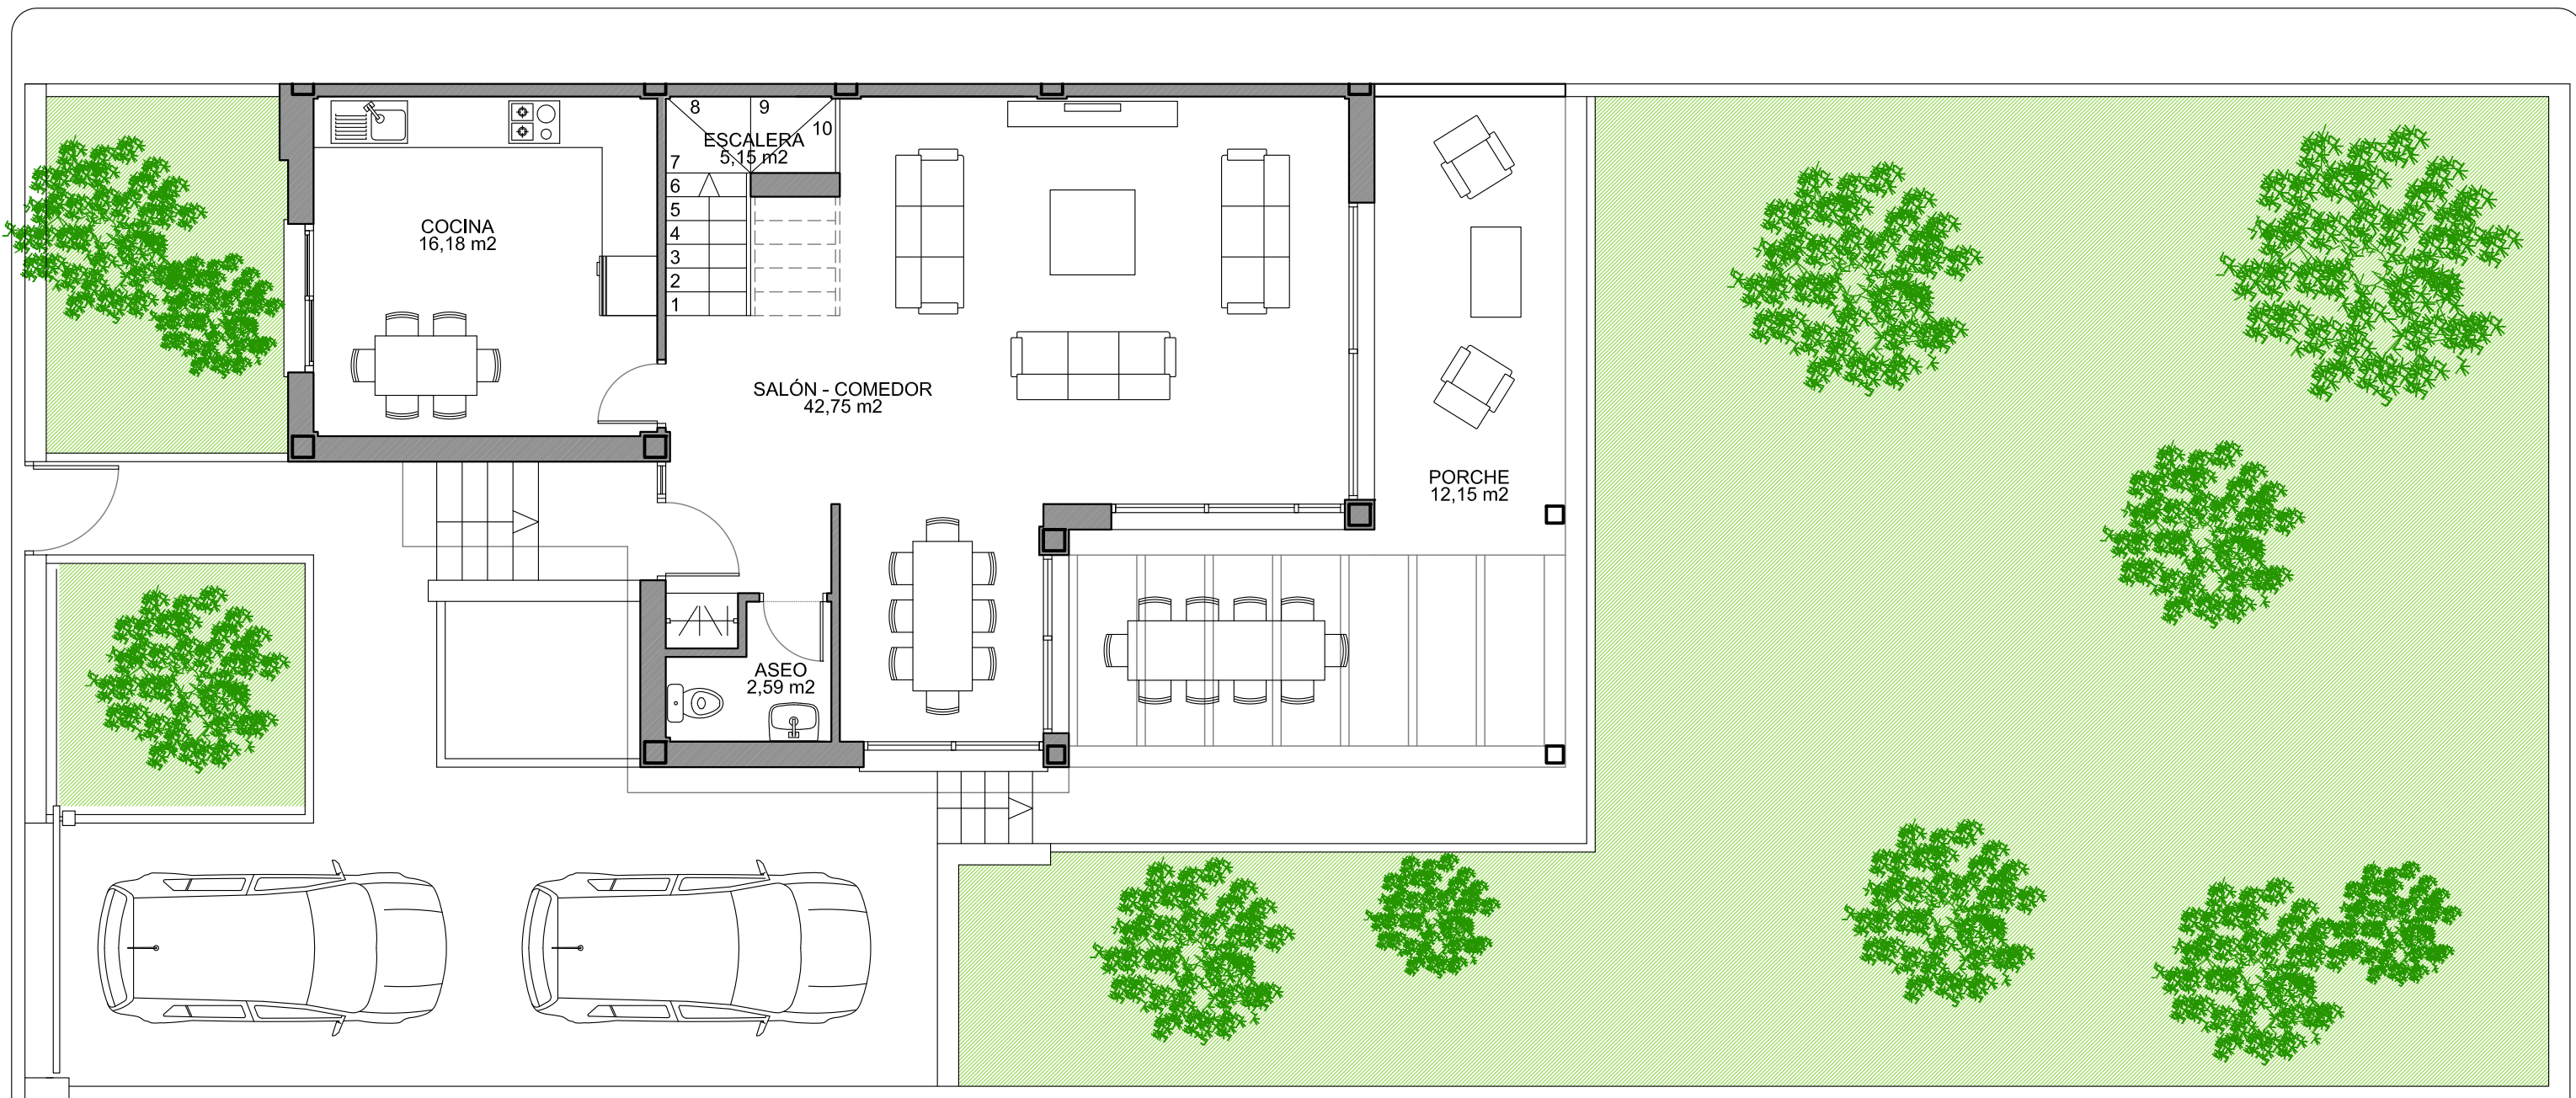 8
9
10
ESCALERA
5,15 m2
7
6
5
4
3
2
1
COCINA
16,18 m2
SALÓN - COMEDOR
42,75 m2
PORCHE
12,15 m2
ASEO
2,59 m2